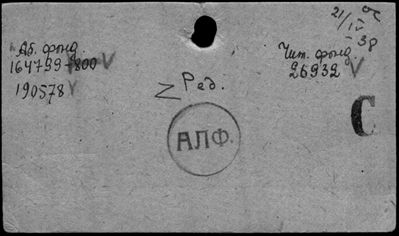 21/IV
- 38
Аб. фонд.
164799-800 V
190578 V
Чит. фонд
26932 V
Z Ред.
АЛФ.
С